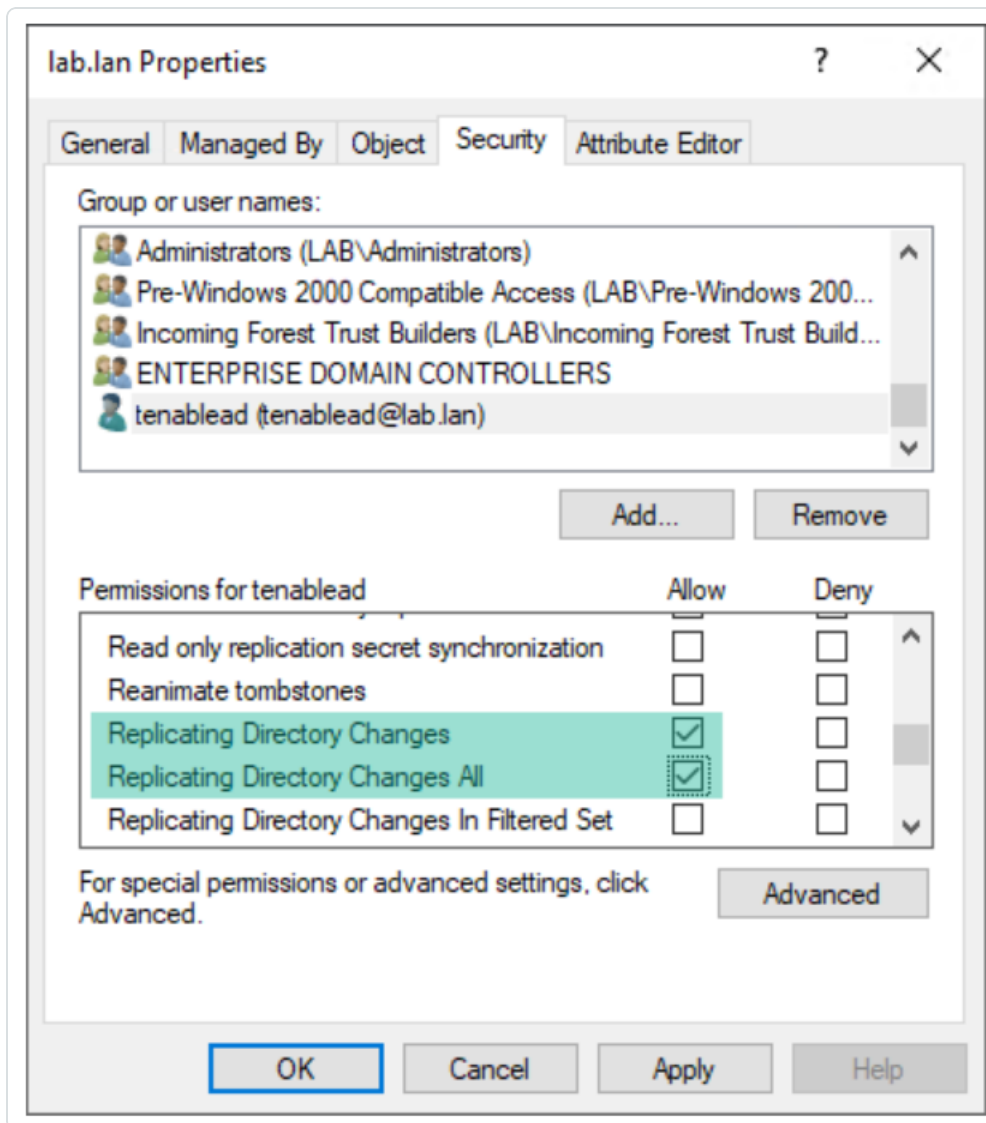 lab.lan Properties
?
General Managed By Object Security Attribute Editor
Group or user names:
Administrators (LAB\Administrators)
Pre-Windows 2000 Compatible Access (LAB\Pre-Windows 200...
Incoming Forest Trust Builders (LAB\Incoming Forest Trust Build...
ENTERPRISE DOMAIN CONTROLLERS
tenablead (tenablead@lab.lan)
Add... Remove
Permissions for tenablead Allow Deny
Read only replication secret synchronization
Reanimate tombstones
Replicating Directory Changes
Replicating Directory Changes All
Replicating Directory Changes In Filtered Set
For special permissions or advanced settings, click
Advanced.
Advanced
OK Cancel Apply Help